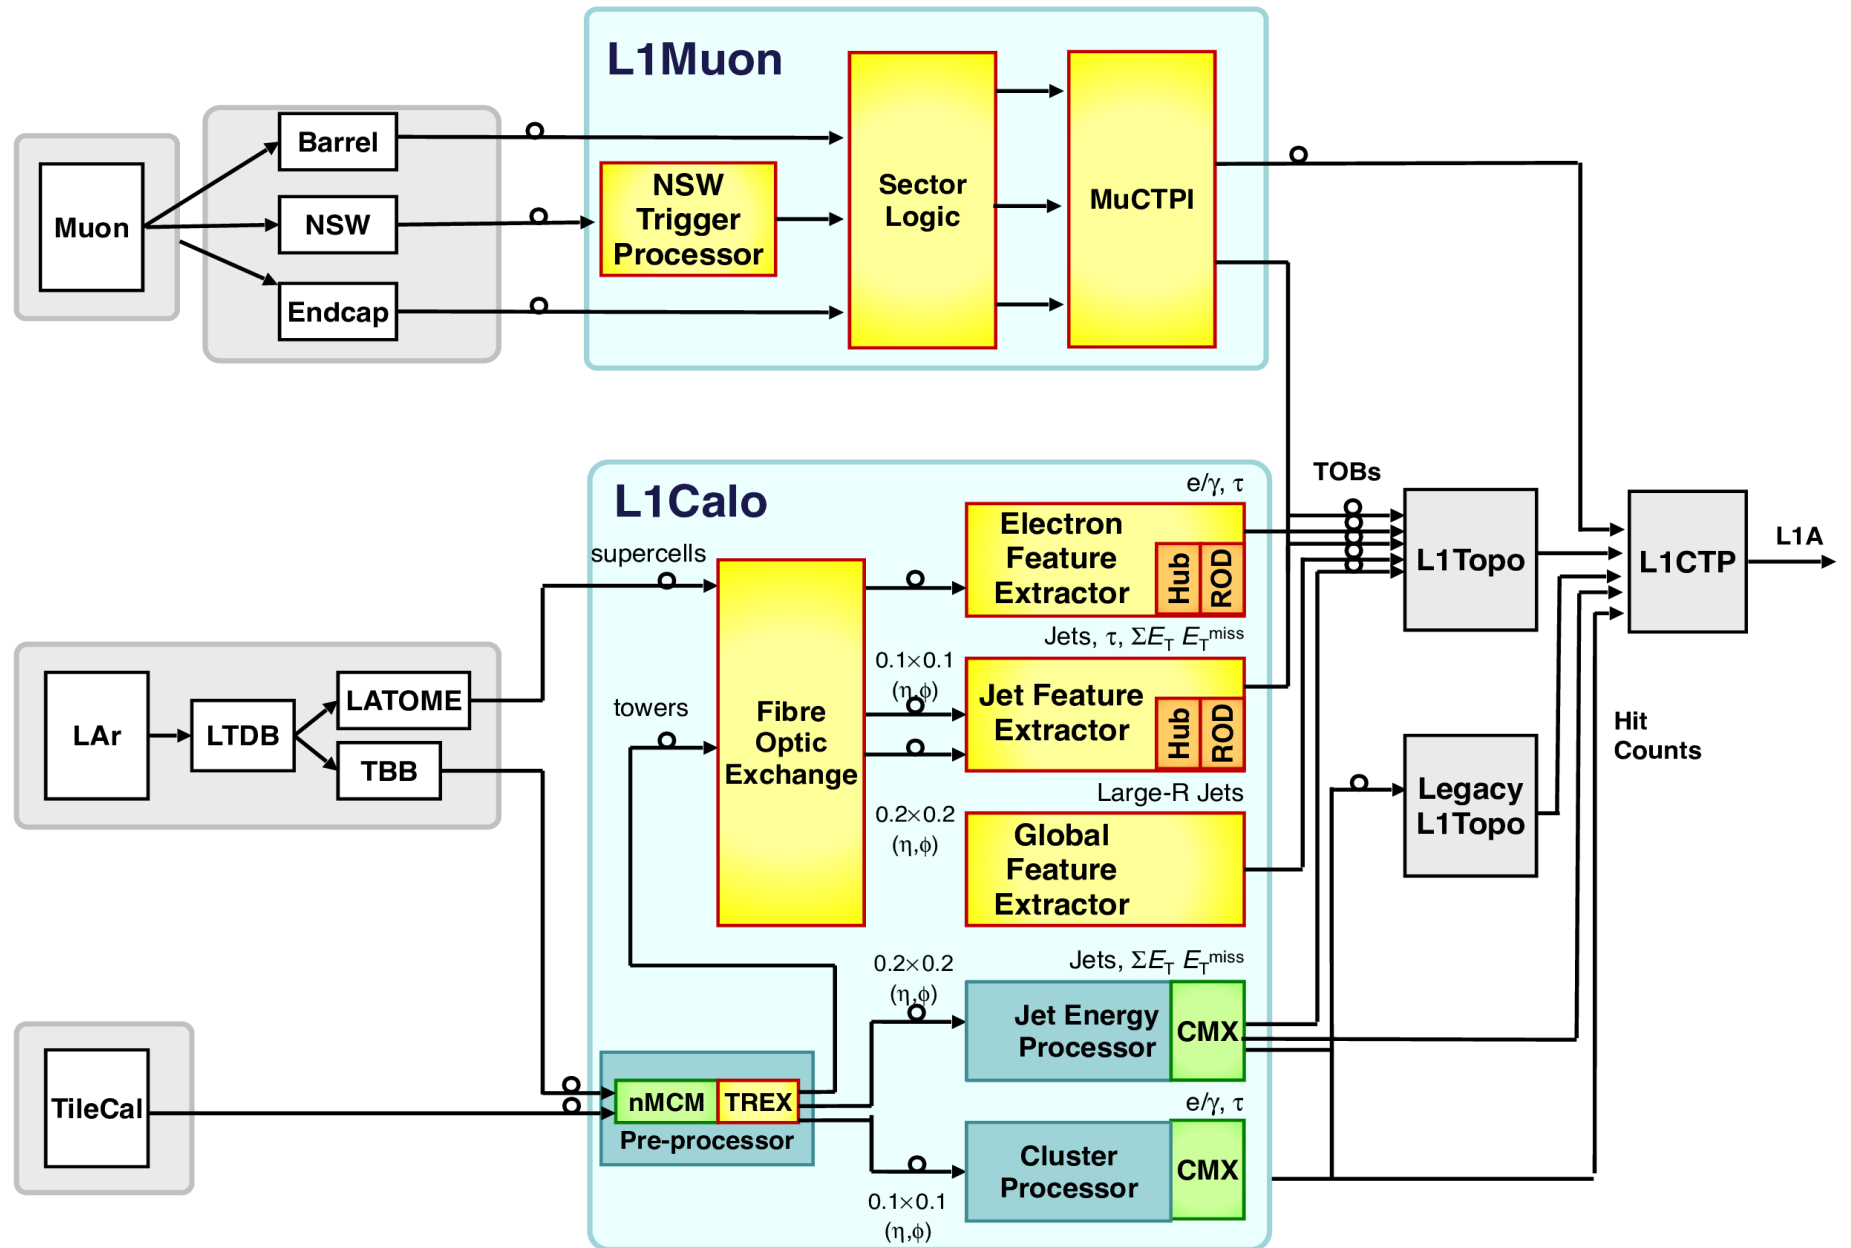 L1Muon
Barrel
Muon
NSW
Endcap
NSW
Trigger
Processor
Sector
Logic
MuCTPI
L1Calo
supercells
towers
Fibre
Optic
Exchange
e/γ, τ
Electron
Feature
Extractor
Hub
ROD
Jets, τ, ΣET ETmiss
0.1×0.1
(η,φ)
Jet Feature
Extractor
Hub
ROD
Large-R Jets
0.2×0.2
(η,φ)
Global
Feature
Extractor
TOBs
L1Topo
L1CTP
L1A
Hit
Counts
Legacy
L1Topo
LAr
LTDB
LATOME
TBB
TileCal
nMCM
TREX
Pre-processor
0.2×0.2
(η,φ)
Jets, ΣET ETmiss
Jet Energy
Processor
CMX
e/γ, τ
Cluster
Processor
CMX
0.1×0.1
(η,φ)